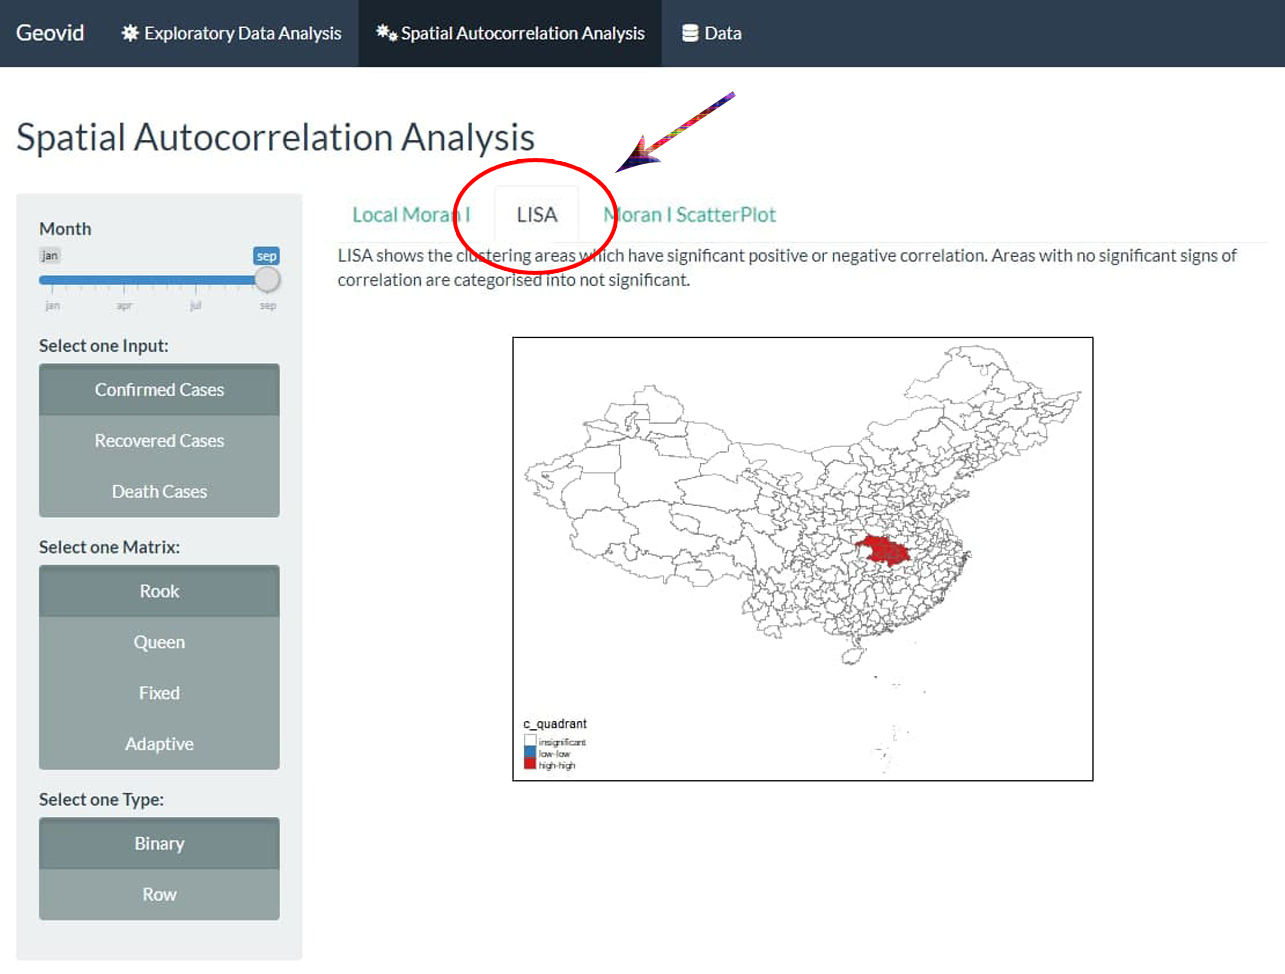 Geovid Exploratory Data Analysis Spatial Autocorrelation Analysis Data
Spatial Autocorrelation Analysis
Month
jan sep
jan apr jul sep
Select one Input:
Confirmed Cases
Recovered Cases
Death Cases
Select one Matrix:
Rook
Queen
Fixed
Adaptive
Select one Type:
Binary
Row
Local Moran I LISA Moran I ScatterPlot
LISA shows the clustering areas which have significant positive or negative correlation. Areas with no significant signs of
correlation are categorised into not significant.
c_quadrant
insignificant
low-low
high-high